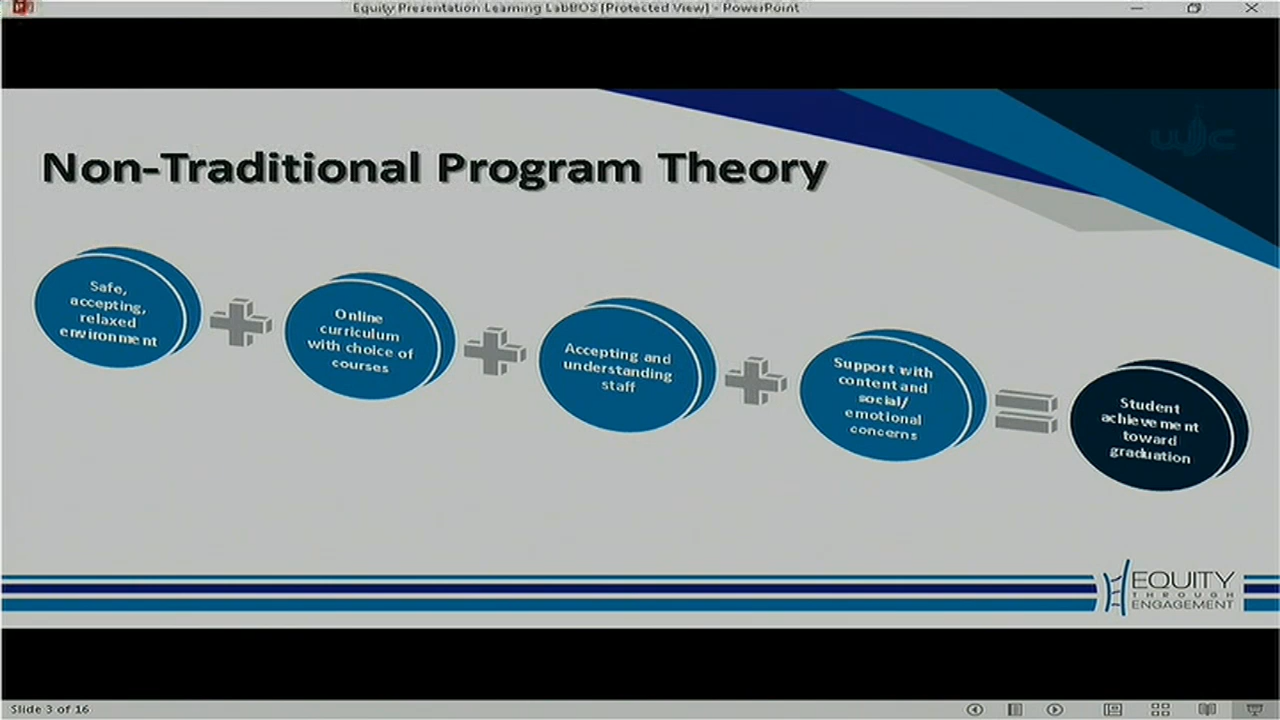 Equity Presentation Learning LabBOS [Protected View] - PowerPoint
WJC
Non-Traditional Program Theory
Safe,
accepting,
relaxed
environment
Online
curriculum
with choice of
courses
Accepting and
understanding
staff
Support with
content and
social/
emotional
concerns
Student
achievement
toward
graduation
EQUITY
THROUGH
ENGAGEMENT
Slide 3 of 16